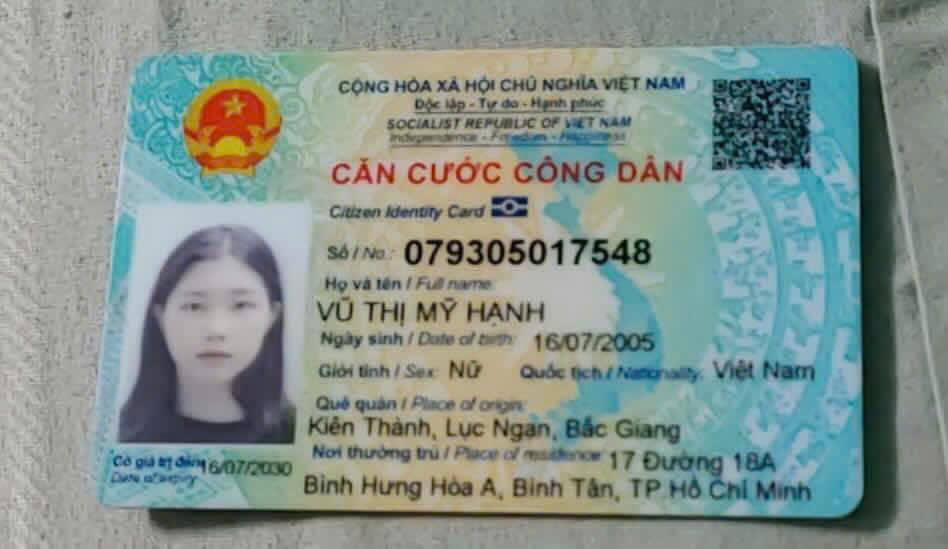 CỘNG HÒA XÃ HỘI CHỦ NGHĨA VIỆT NAM
Độc lập - Tự do - Hạnh phúc
SOCIALIST REPUBLIC OF VIET NAM
Independence - Freedom - Happiness
CĂN CƯỚC CÔNG DÂN
Citizen Identity Card
Số / No.: 079305017548
Họ và tên / Full name:
VŨ THỊ MỸ HẠNH
Ngày sinh / Date of birth: 16/07/2005
Giới tính / Sex: Nữ Quốc tịch / Nationality: Việt Nam
Quê quán / Place of origin:
Kiên Thành, Lục Ngạn, Bắc Giang
Nơi thường trú / Place of residence: 17 Đường 18A
Bình Hưng Hòa A, Bình Tân, TP.Hồ Chí Minh
Có giá trị đến: 16/07/2030
Date of expiry